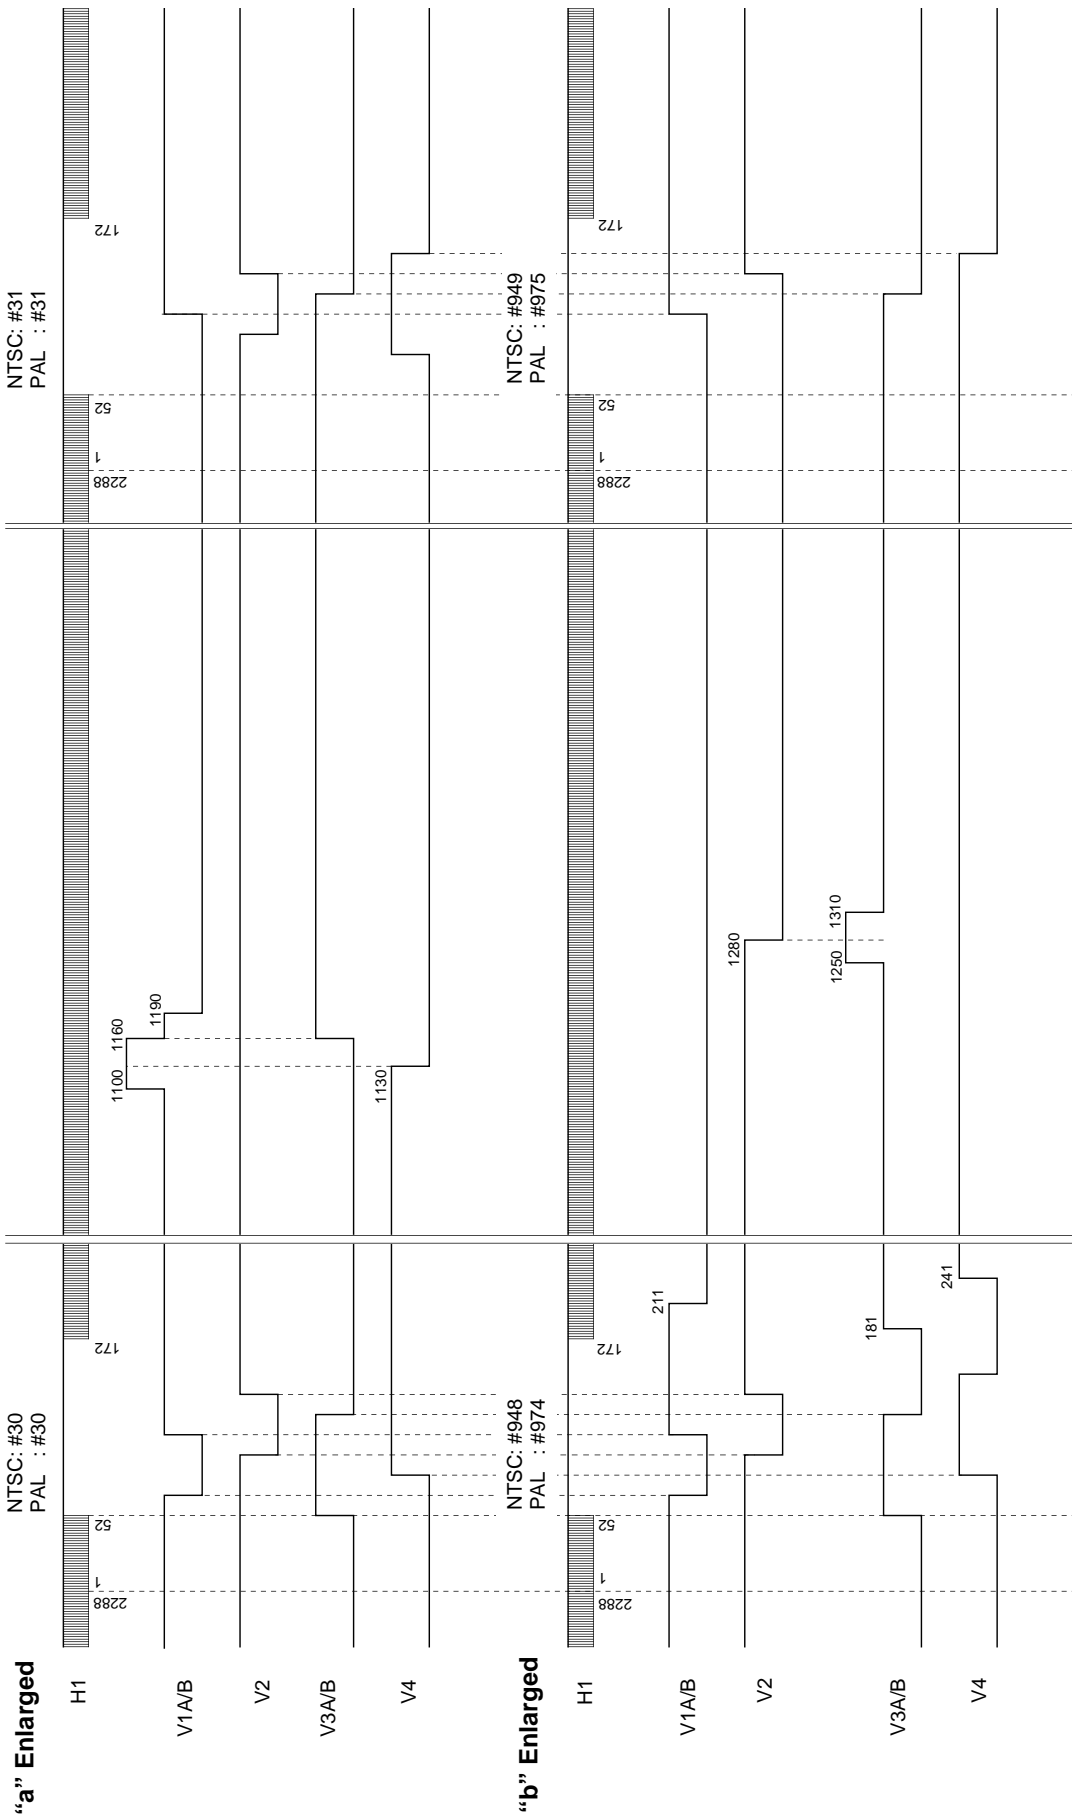 “a” Enlarged
NTSC: #30
PAL : #30
NTSC: #31
PAL : #31
H1
2288
1
52
172
2288
1
52
172
V1A/B
1100
1160
1190
V2
V3A/B
V4
1130
“b” Enlarged
NTSC: #948
PAL : #974
NTSC: #949
PAL : #975
H1
2288
1
52
172
2288
1
52
172
V1A/B
211
V2
1280
V3A/B
181
1250
1310
V4
241